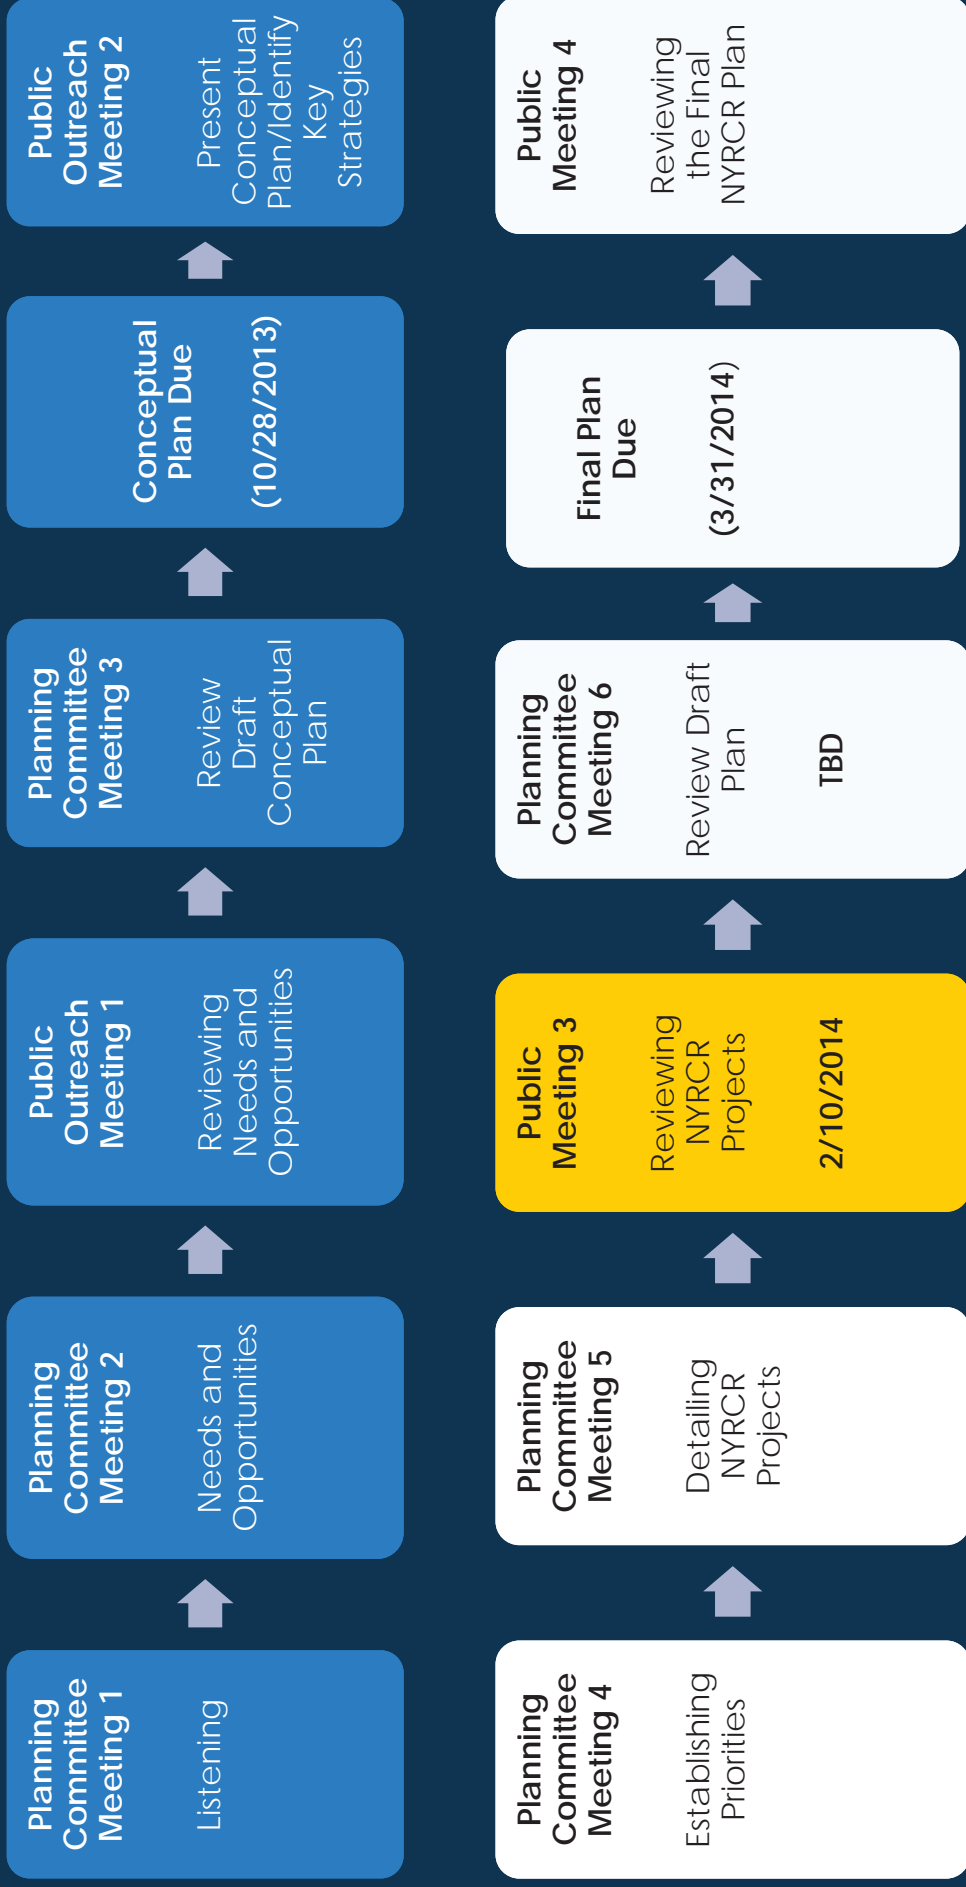 Planning
Committee
Meeting 1
Listening
Planning
Committee
Meeting 2
Needs and
Opportunities
Public
Outreach
Meeting 1
Reviewing
Needs and
Opportunities
Planning
Committee
Meeting 3
Review
Draft
Conceptual
Plan
Conceptual
Plan Due
(10/28/2013)
Public
Outreach
Meeting 2
Present
Conceptual
Plan/Identify
Key
Strategies
Planning
Committee
Meeting 4
Establishing
Priorities
Planning
Committee
Meeting 5
Detailing
NYRCR
Projects
Public
Meeting 3
Reviewing
NYRCR
Projects
2/10/2014
Planning
Committee
Meeting 6
Review Draft
Plan
TBD
Final Plan
Due
(3/31/2014)
Public
Meeting 4
Reviewing
the Final
NYRCR Plan